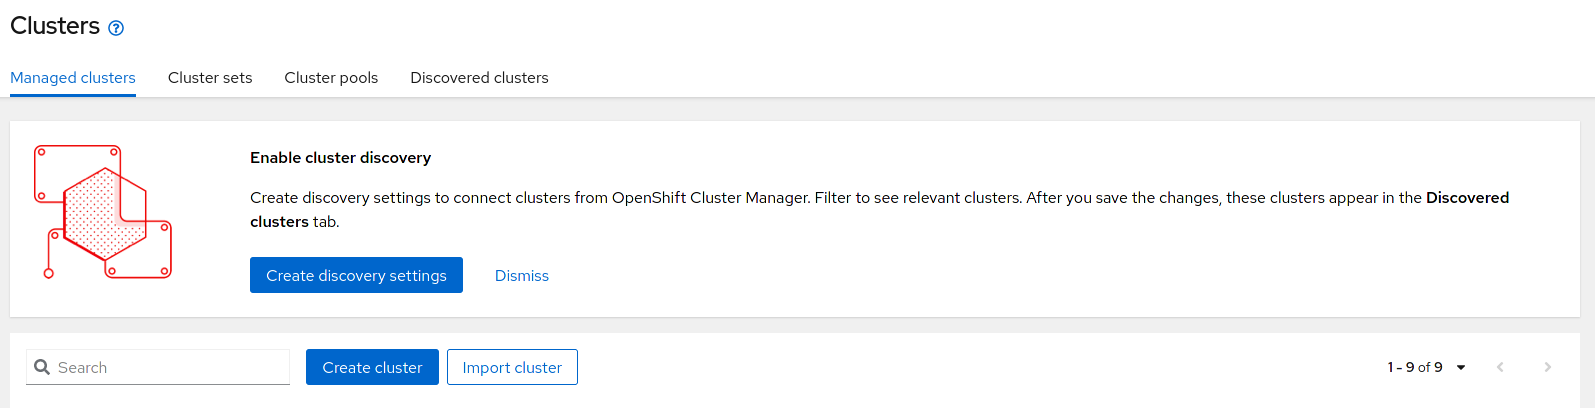 Clusters
Managed clusters Cluster sets Cluster pools Discovered clusters
Enable cluster discovery
Create discovery settings to connect clusters from OpenShift Cluster Manager. Filter to see relevant clusters. After you save the changes, these clusters appear in the Discovered
clusters tab.
Create discovery settings Dismiss
Search Create cluster Import cluster 1 - 9 of 9